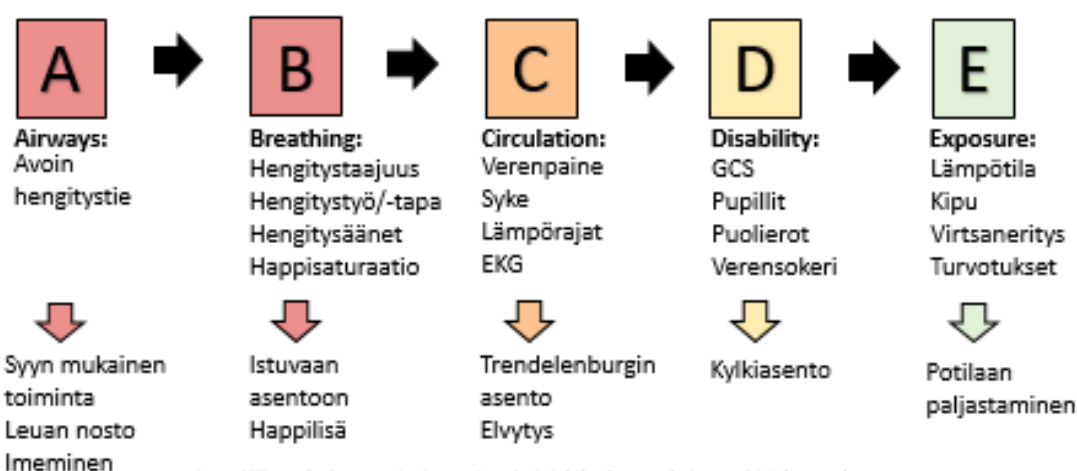 A
B
C
D
E
Airways:
Avoin
hengitystie
Breathing:
Hengitystaajuus
Hengitystyö/-tapa
Hengitysäänet
Happisaturaatio
Circulation:
Verenpaine
Syke
Lämpörajat
EKG
Disability:
GCS
Pupillit
Puolierot
Verensokeri
Exposure:
Lämpötila
Kipu
Virtsaneritys
Turvotukset
Syyn mukainen
toiminta
Leuan nosto
Imeminen
Istuvaan
asentoon
Happilisä
Trendelenburgin
asento
Elvytys
Kylkiasento
Potilaan
paljastaminen